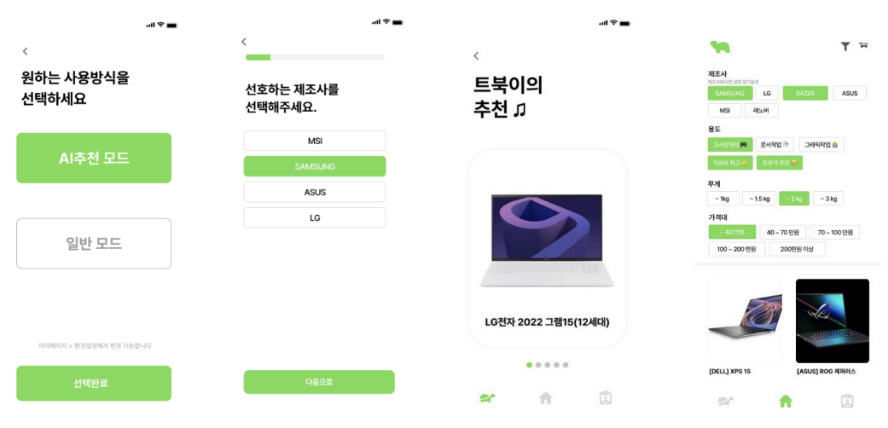 원하는 사용방식을
선택하세요
AI추천 모드
일반 모드
마이페이지 > 환경설정에서 변경 가능합니다
선택완료
선호하는 제조사를
선택해주세요.
MSI
SAMSUNG
ASUS
LG
다음으로
트북이의
추천 ♫
LG전자 2022 그램15(12세대)
제조사
SAMSUNG LG RAZER ASUS
MSI 레노버
용도
고사양게임 🎮 문서작업 그래픽작업
가성비 최고 트부기 추천
무게
~ 1kg ~ 1.5 kg ~ 2 kg ~ 3 kg
가격대
~ 40 만원 40 ~ 70 만원 70 ~ 100 만원
100 ~ 200 만원 200만원 이상
[DELL] XPS 15
[ASUS] ROG 제피러스